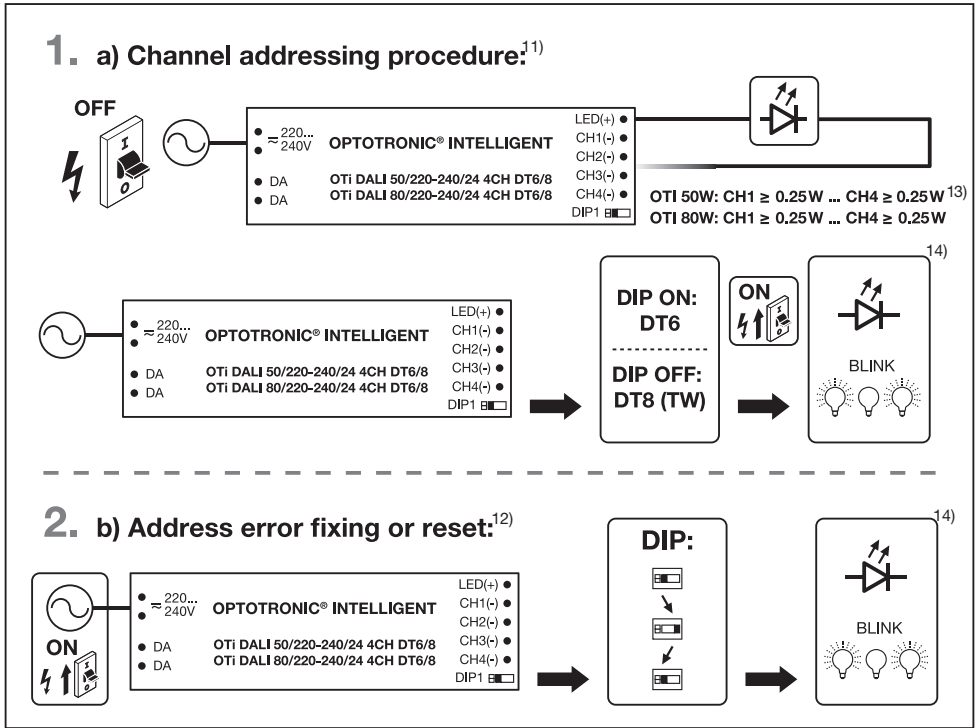 1. a) Channel addressing procedure:11)
OFF
I
O
≂ 220...
240V
DA
DA
OPTOTRONIC® INTELLIGENT
OTi DALI 50/220-240/24 4CH DT6/8
OTi DALI 80/220-240/24 4CH DT6/8
LED(+)
CH1(-)
CH2(-)
CH3(-)
CH4(-)
DIP1
OTI 50W: CH1 ≥ 0.25W ... CH4 ≥ 0.25W 13)
OTI 80W: CH1 ≥ 0.25W ... CH4 ≥ 0.25W
≂ 220...
240V
DA
DA
OPTOTRONIC® INTELLIGENT
OTi DALI 50/220-240/24 4CH DT6/8
OTi DALI 80/220-240/24 4CH DT6/8
LED(+)
CH1(-)
CH2(-)
CH3(-)
CH4(-)
DIP1
DIP ON:
DT6
DIP OFF:
DT8 (TW)
ON
I
14)
BLINK
2. b) Address error fixing or reset:12)
ON
I
≂ 220...
240V
DA
DA
OPTOTRONIC® INTELLIGENT
OTi DALI 50/220-240/24 4CH DT6/8
OTi DALI 80/220-240/24 4CH DT6/8
LED(+)
CH1(-)
CH2(-)
CH3(-)
CH4(-)
DIP1
DIP:
14)
BLINK